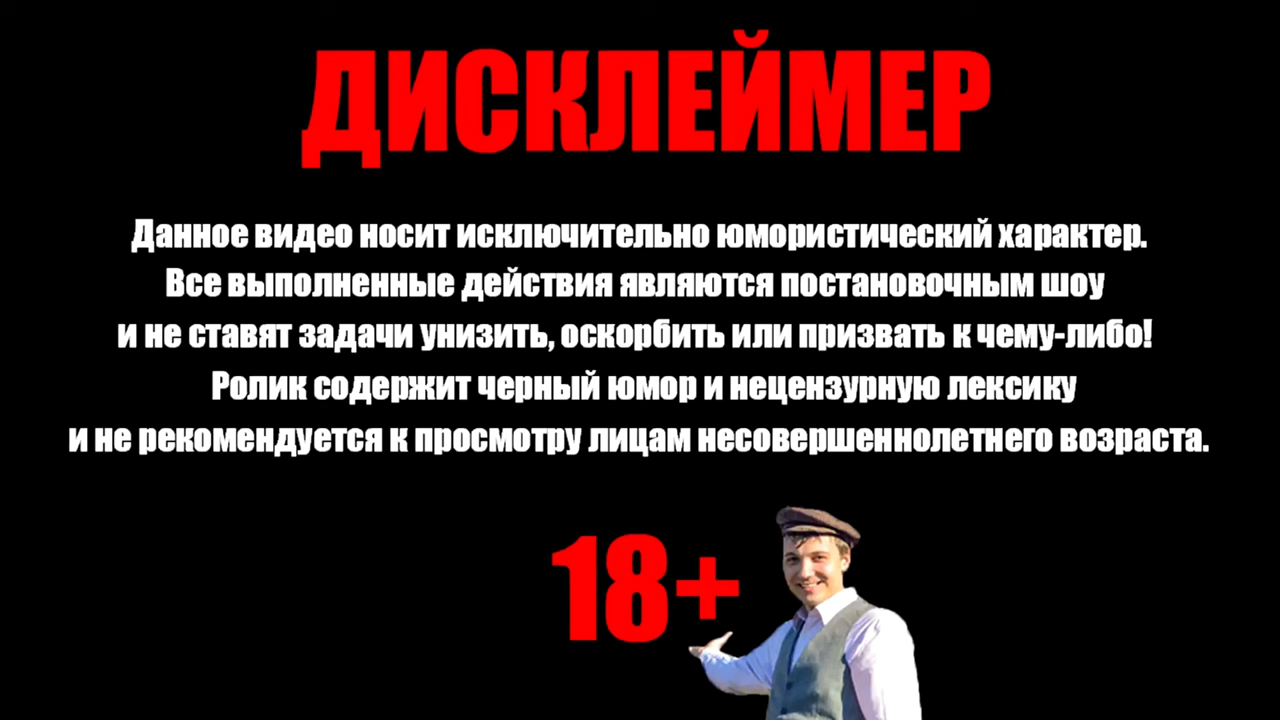 ДИСКЛЕЙМЕР
Данное видео носит исключительно юмористический характер.
Все выполненные действия являются постановочным шоу
и не ставят задачи унизить, оскорбить или призвать к чему-либо!
Ролик содержит черный юмор и нецензурную лексику
и не рекомендуется к просмотру лицам несовершеннолетнего возраста.
18+